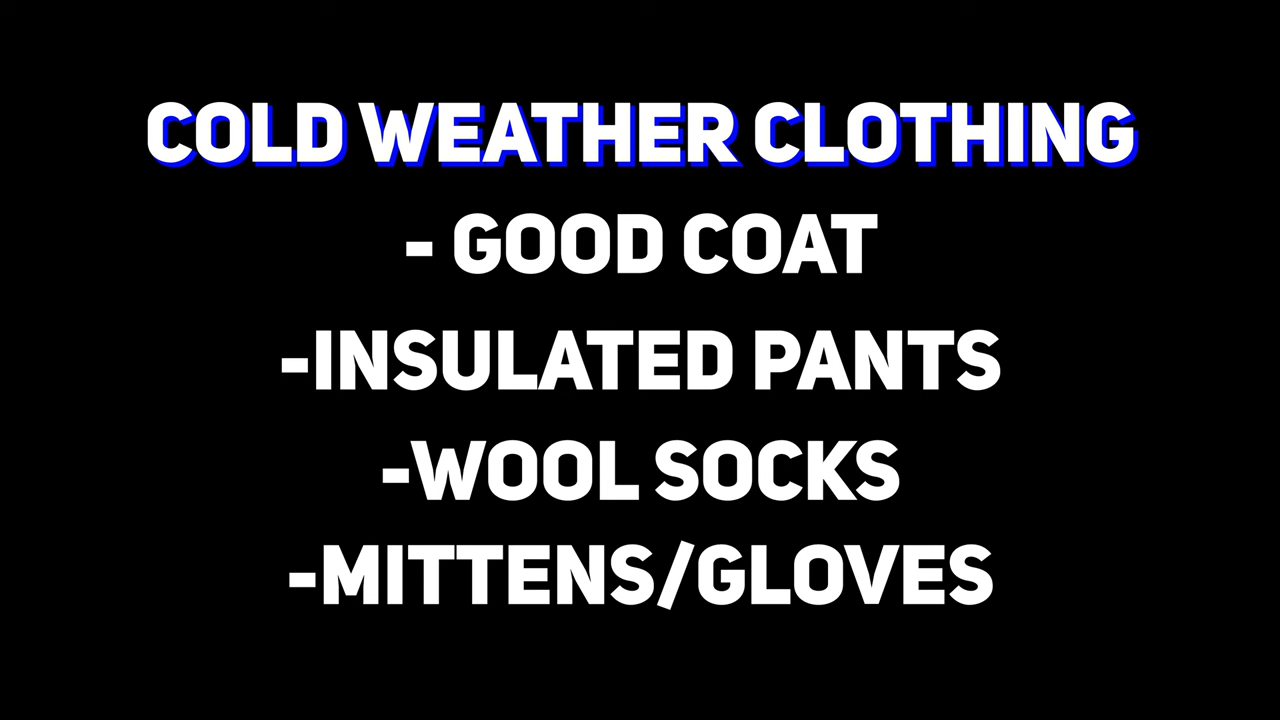 COLD WEATHER CLOTHING
- GOOD COAT
-INSULATED PANTS
-WOOL SOCKS
-MITTENS/GLOVES